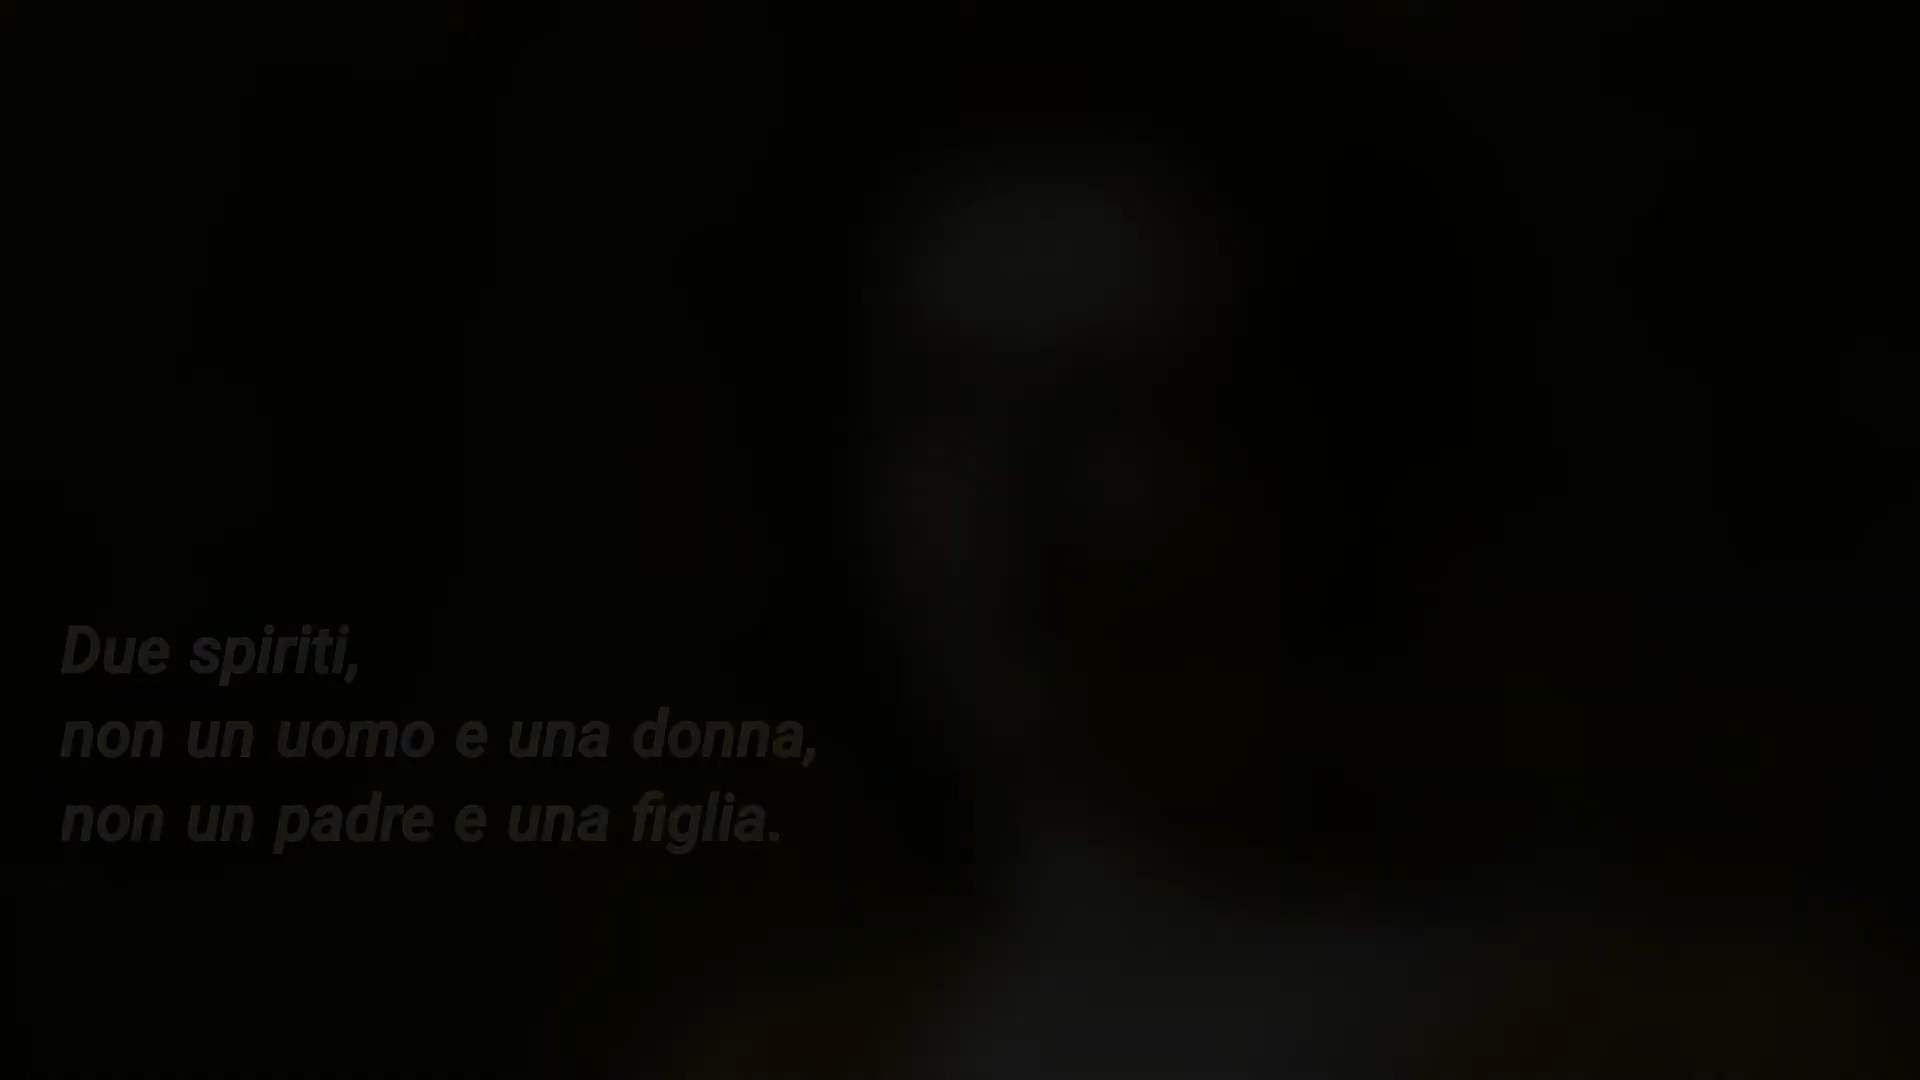 Due spiriti,
non un uomo e una donna,
non un padre e una figlia.